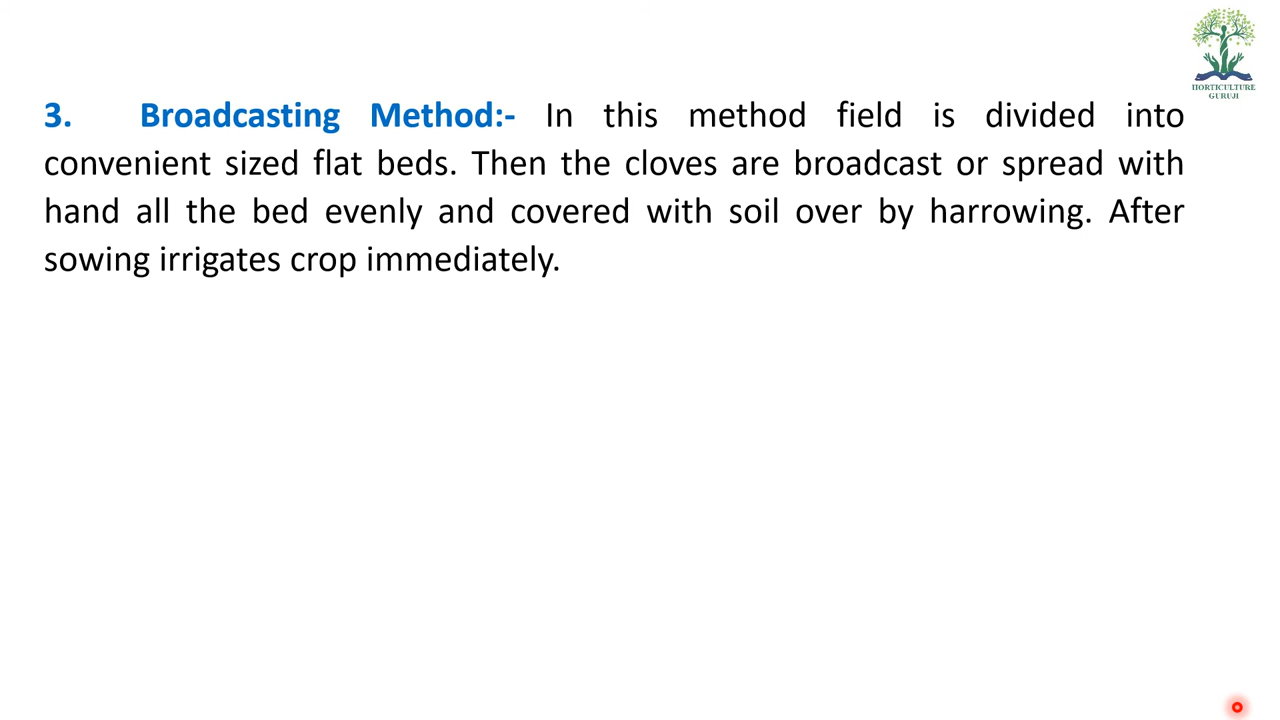 HORTICULTURE
GURUJI
3. Broadcasting Method:- In this method field is divided into
convenient sized flat beds. Then the cloves are broadcast or spread with
hand all the bed evenly and covered with soil over by harrowing. After
sowing irrigates crop immediately.